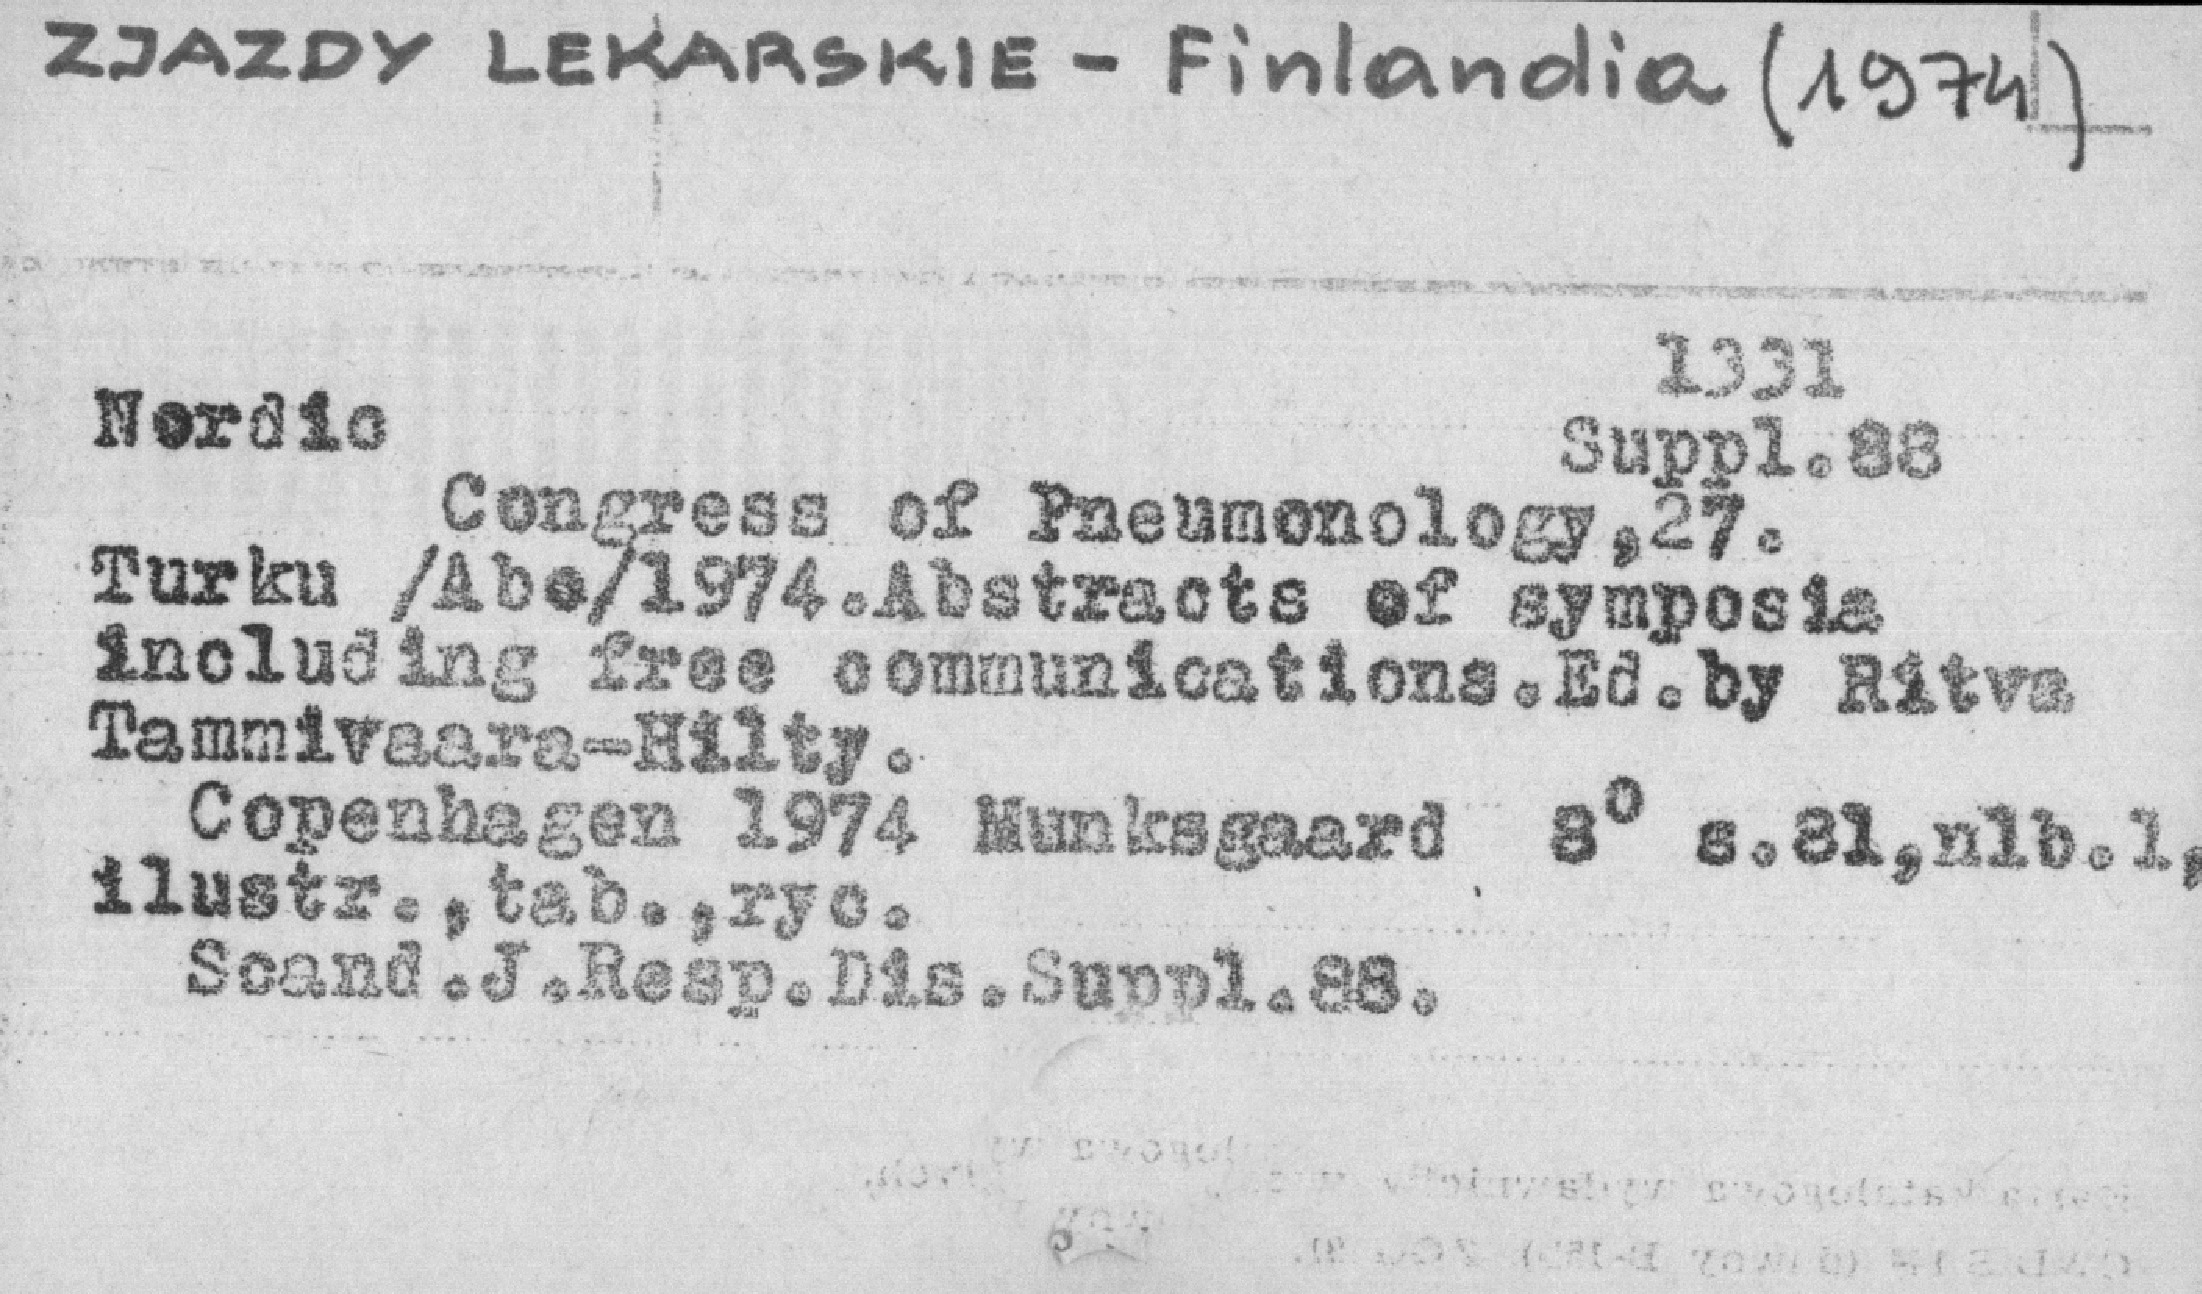 ZJAZDY LEKARSKIE - Finlandia (1974)
1331
Nordic
Suppl.88
Congress of Pneumonology,27.
Turku /Abo/1974.Abstracts of symposia
including free communications.Ed.by Ritva
Tammivaara-Hilty.
Copenhagen 1974 Munksgaard 8° s.81,nlb.1,
ilustr.,tab.,ryc.
Scand.J.Resp.Dis.Suppl.88.